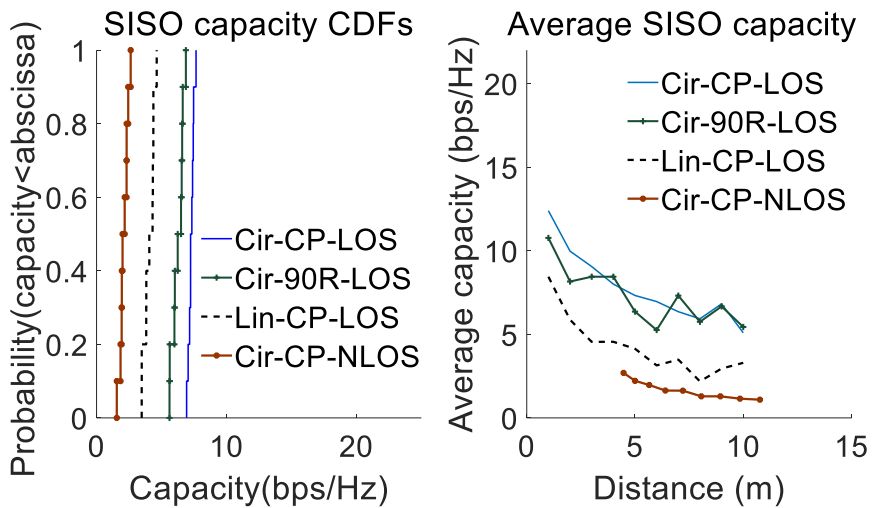 SISO capacity CDFs
Probability(capacity<abscissa)
1
0.8
0.6
0.4
0.2
0
0
10
20
Capacity(bps/Hz)
Cir-CP-LOS
Cir-90R-LOS
Lin-CP-LOS
Cir-CP-NLOS
Average SISO capacity
Average capacity (bps/Hz)
20
15
10
5
0
0
5
10
15
Distance (m)
Cir-CP-LOS
Cir-90R-LOS
Lin-CP-LOS
Cir-CP-NLOS